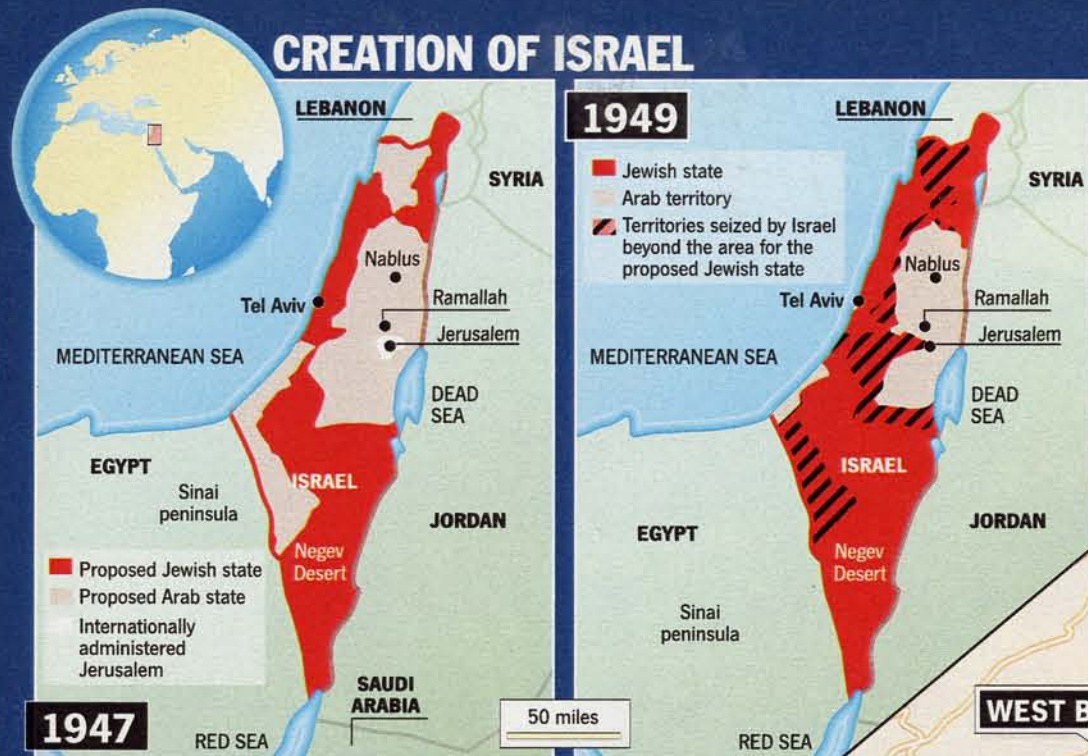 CREATION OF ISRAEL
LEBANON
SYRIA
Nablus
Tel Aviv
Ramallah
Jerusalem
MEDITERRANEAN SEA
DEAD
SEA
EGYPT
ISRAEL
Sinai
peninsula
JORDAN
Negev
Desert
Proposed Jewish state
Proposed Arab state
Internationally
administered
Jerusalem
SAUDI
ARABIA
1947
RED SEA
50 miles
1949
LEBANON
Jewish state
Arab territory
Territories seized by Israel
beyond the area for the
proposed Jewish state
SYRIA
Nablus
Tel Aviv
Ramallah
Jerusalem
MEDITERRANEAN SEA
DEAD
SEA
ISRAEL
JORDAN
EGYPT
Negev
Desert
Sinai
peninsula
RED SEA
WEST B